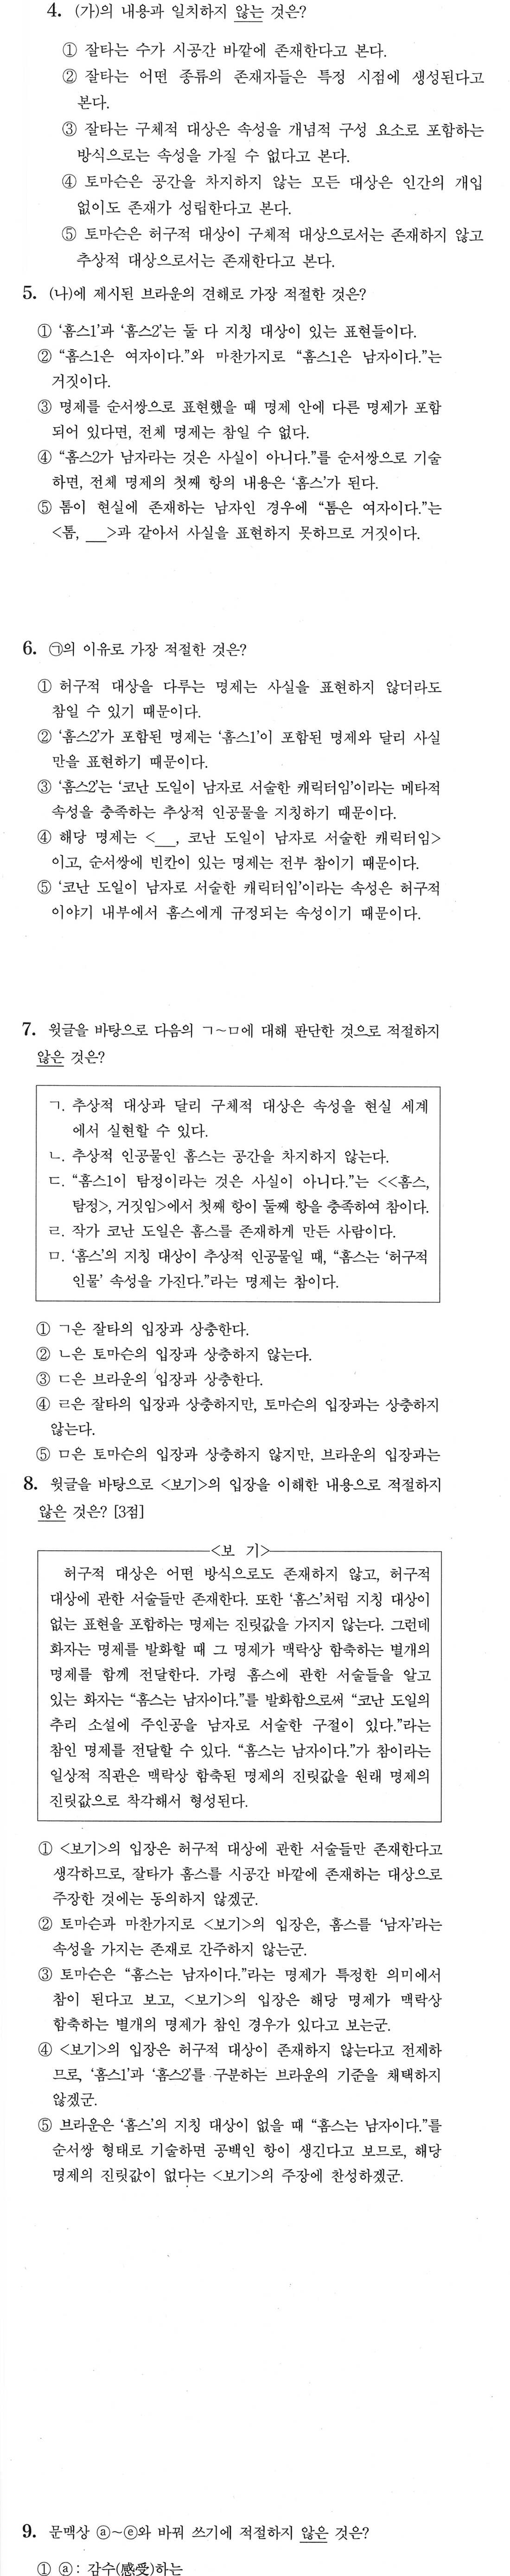 4. (가)의 내용과 일치하지 않는 것은?
① 잘타는 수가 시공간 바깥에 존재한다고 본다.
② 잘타는 어떤 종류의 존재자들은 특정 시점에 생성된다고
본다.
③ 잘타는 구체적 대상은 속성을 개념적 구성 요소로 포함하는
방식으로는 속성을 가질 수 없다고 본다.
④ 토마슨은 공간을 차지하지 않는 모든 대상은 인간의 개입
없이도 존재가 성립한다고 본다.
⑤ 토마슨은 허구적 대상이 구체적 대상으로서는 존재하지 않고
추상적 대상으로서는 존재한다고 본다.
5. (나)에 제시된 브라운의 견해로 가장 적절한 것은?
① ‘홈스1’과 ‘홈스2’는 둘 다 지칭 대상이 있는 표현들이다.
② “홈스1은 여자이다.”와 마찬가지로 “홈스1은 남자이다.”는
거짓이다.
③ 명제를 순서쌍으로 표현했을 때 명제 안에 다른 명제가 포함
되어 있다면, 전체 명제는 참일 수 없다.
④ “홈스2가 남자라는 것은 사실이 아니다.”를 순서쌍으로 기술
하면, 전체 명제의 첫째 항의 내용은 ‘홈스’가 된다.
⑤ 톰이 현실에 존재하는 남자인 경우에 “톰은 여자이다.”는
<톰, __>과 같아서 사실을 표현하지 못하므로 거짓이다.
6. ㉠의 이유로 가장 적절한 것은?
① 허구적 대상을 다루는 명제는 사실을 표현하지 않더라도
참일 수 있기 때문이다.
② ‘홈스2’가 포함된 명제는 ‘홈스1’이 포함된 명제와 달리 사실
만을 표현하기 때문이다.
③ ‘홈스2’는 ‘코난 도일이 남자로 서술한 캐릭터임’이라는 메타적
속성을 충족하는 추상적 인공물을 지칭하기 때문이다.
④ 해당 명제는 <__, 코난 도일이 남자로 서술한 캐릭터임>
이고, 순서쌍에 빈칸이 있는 명제는 전부 참이기 때문이다.
⑤ ‘코난 도일이 남자로 서술한 캐릭터임’이라는 속성은 허구적
이야기 내부에서 홈스에게 규정되는 속성이기 때문이다.
7. 윗글을 바탕으로 다음의 ㄱ~ㅁ에 대해 판단한 것으로 적절하지
않은 것은?
ㄱ. 추상적 대상과 달리 구체적 대상은 속성을 현실 세계
에서 실현할 수 있다.
ㄴ. 추상적 인공물인 홈스는 공간을 차지하지 않는다.
ㄷ. “홈스1이 탐정이라는 것은 사실이 아니다.”는 <<홈스,
탐정>, 거짓임>에서 첫째 항이 둘째 항을 충족하여 참이다.
ㄹ. 작가 코난 도일은 홈스를 존재하게 만든 사람이다.
ㅁ. ‘홈스’의 지칭 대상이 추상적 인공물일 때, “홈스는 ‘허구적
인물’ 속성을 가진다.”라는 명제는 참이다.
① ㄱ은 잘타의 입장과 상충한다.
② ㄴ은 토마슨의 입장과 상충하지 않는다.
③ ㄷ은 브라운의 입장과 상충한다.
④ ㄹ은 잘타의 입장과 상충하지만, 토마슨의 입장과는 상충하지
않는다.
⑤ ㅁ은 토마슨의 입장과 상충하지 않지만, 브라운의 입장과는
8. 윗글을 바탕으로 <보기>의 입장을 이해한 내용으로 적절하지
않은 것은? [3점]
<보 기>
허구적 대상은 어떤 방식으로도 존재하지 않고, 허구적
대상에 관한 서술들만 존재한다. 또한 ‘홈스’처럼 지칭 대상이
없는 표현을 포함하는 명제는 진릿값을 가지지 않는다. 그런데
화자는 명제를 발화할 때 그 명제가 맥락상 함축하는 별개의
명제를 함께 전달한다. 가령 홈스에 관한 서술들을 알고
있는 화자는 “홈스는 남자이다.”를 발화함으로써 “코난 도일의
추리 소설에 주인공을 남자로 서술한 구절이 있다.”라는
참인 명제를 전달할 수 있다. “홈스는 남자이다.”가 참이라는
일상적 직관은 맥락상 함축된 명제의 진릿값을 원래 명제의
진릿값으로 착각해서 형성된다.
① <보기>의 입장은 허구적 대상에 관한 서술들만 존재한다고
생각하므로, 잘타가 홈스를 시공간 바깥에 존재하는 대상으로
주장한 것에는 동의하지 않겠군.
② 토마슨과 마찬가지로 <보기>의 입장은, 홈스를 ‘남자’라는
속성을 가지는 존재로 간주하지 않는군.
③ 토마슨은 “홈스는 남자이다.”라는 명제가 특정한 의미에서
참이 된다고 보고, <보기>의 입장은 해당 명제가 맥락상
함축하는 별개의 명제가 참인 경우가 있다고 보는군.
④ <보기>의 입장은 허구적 대상이 존재하지 않는다고 전제하
므로, ‘홈스1’과 ‘홈스2’를 구분하는 브라운의 기준을 채택하지
않겠군.
⑤ 브라운은 ‘홈스’의 지칭 대상이 없을 때 “홈스는 남자이다.”를
순서쌍 형태로 기술하면 공백인 항이 생긴다고 보므로, 해당
명제의 진릿값이 없다는 <보기>의 주장에 찬성하겠군.
9. 문맥상 ⓐ~ⓔ와 바꿔 쓰기에 적절하지 않은 것은?
① ⓐ: 감수(感受)하는